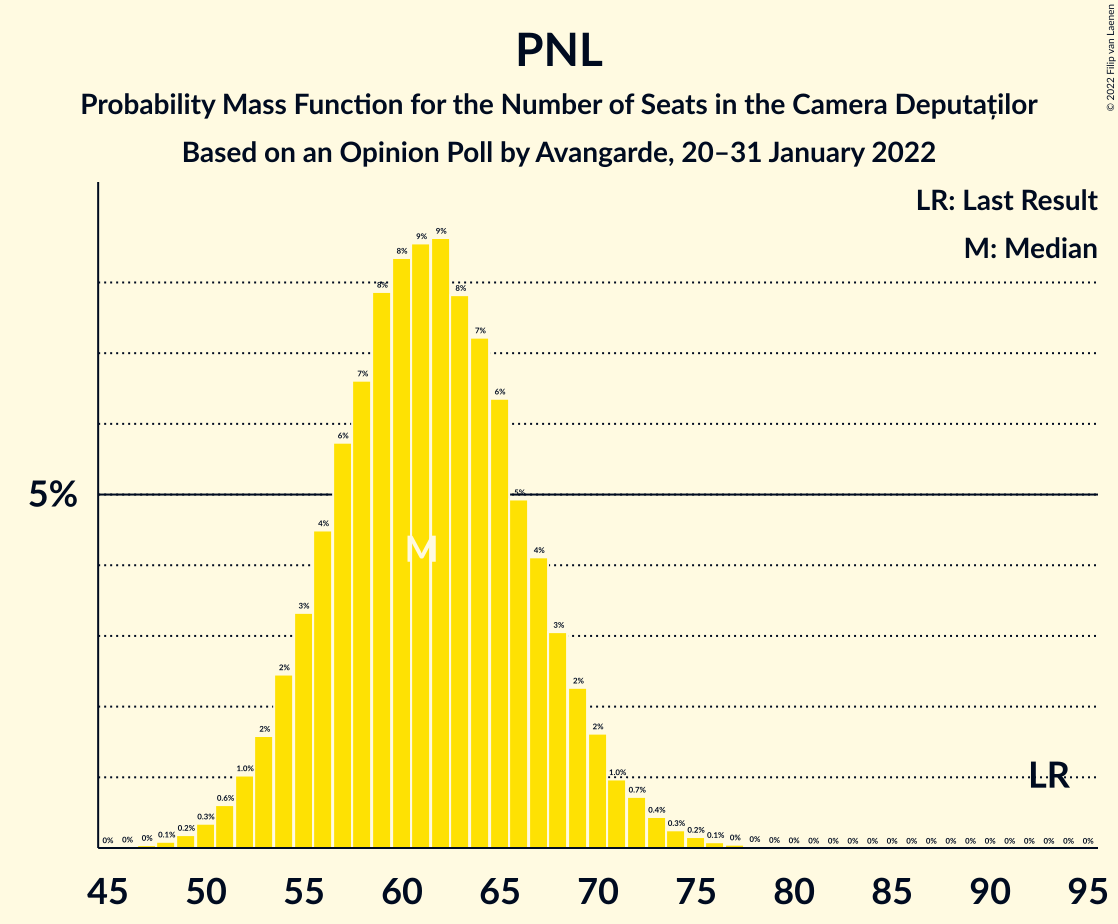 PNL
Probability Mass Function for the Number of Seats in the Camera Deputaților
Based on an Opinion Poll by Avangarde, 20–31 January 2022
© 2022 Filip van Laenen
LR: Last Result
M: Median
5%
0% 0% 0% 0.1% 0.2% 0.3% 0.6% 1.0% 2% 2% 3% 4% 6% 7% 8% 8% 9% 9% 8% 7% 6% 5% 4% 3% 2% 2% 1.0% 0.7% 0.4% 0.3% 0.2% 0.1% 0% 0% 0% 0% 0% 0% 0% 0% 0% 0% 0% 0% 0% 0% 0% 0% 0% 0% 0%
M
LR
45 50 55 60 65 70 75 80 85 90 95